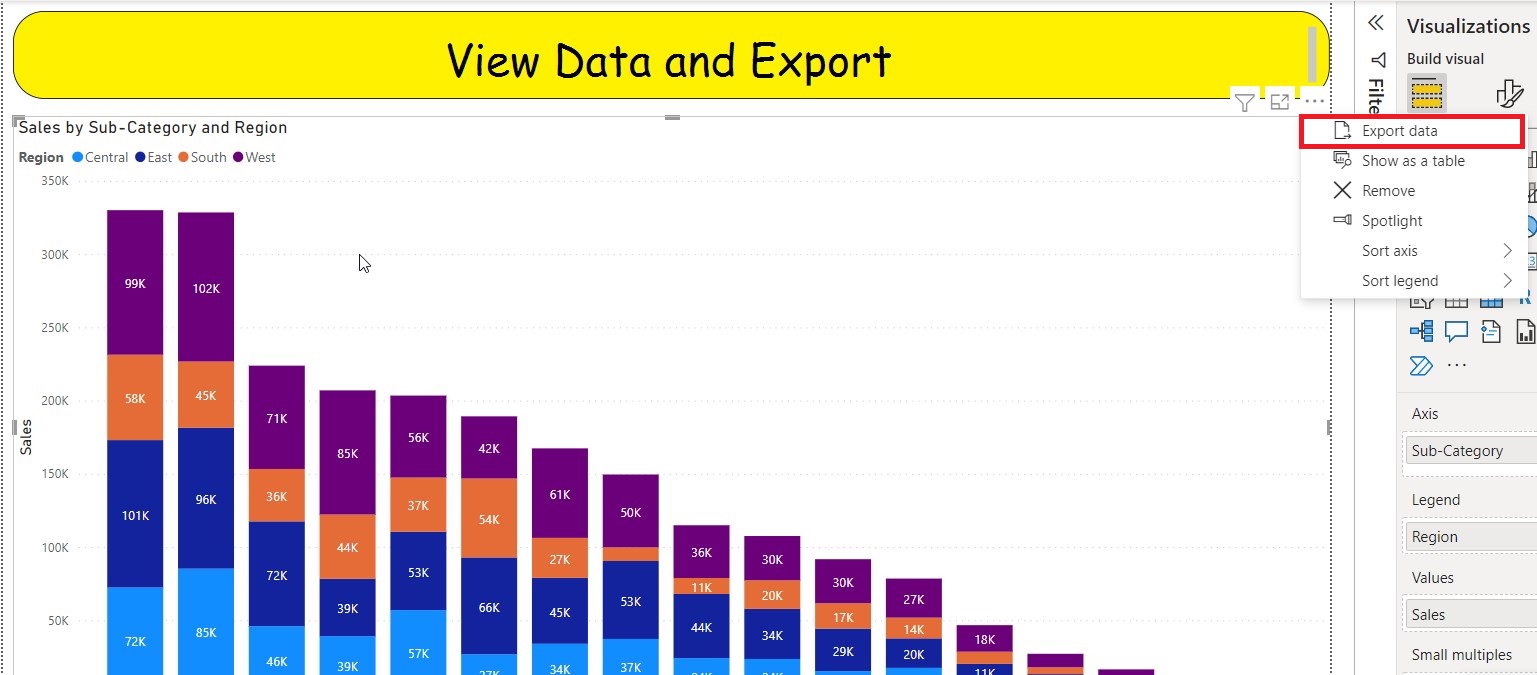 View Data and Export
Visualizations
Build visual
Filte
Export data
Show as a table
Remove
Spotlight
Sort axis
Sort legend
Sales by Sub-Category and Region
Region Central East South West
350K
300K
250K
200K
150K
100K
50K
Sales
99K 102K
58K 45K
101K 96K
72K 85K
71K
36K
72K
46K
85K
44K
39K
39K
56K
37K
53K
57K
42K
54K
66K
61K
27K
45K
34K
50K
53K
37K
36K
11K
44K
30K
20K
34K
30K
17K
29K
27K
14K
20K
18K
11K
Axis
Sub-Category
Legend
Region
Values
Sales
Small multiples